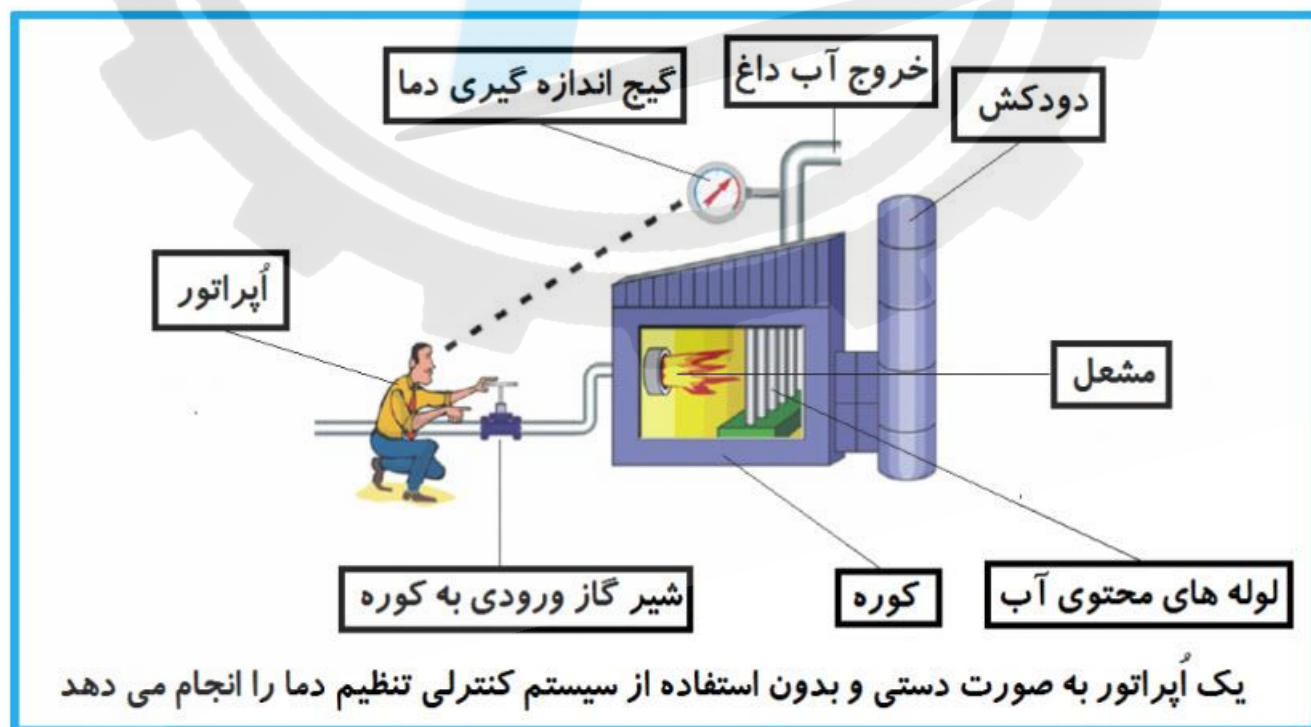 خروج آب داغ
گیج اندازه گیری دما
دودکش
اُپراتور
مشعل
شیر گاز ورودی به کوره
کوره
لوله های محتوی آب
یک اُپراتور به صورت دستی و بدون استفاده از سیستم کنترلی تنظیم دما را انجام می دهد